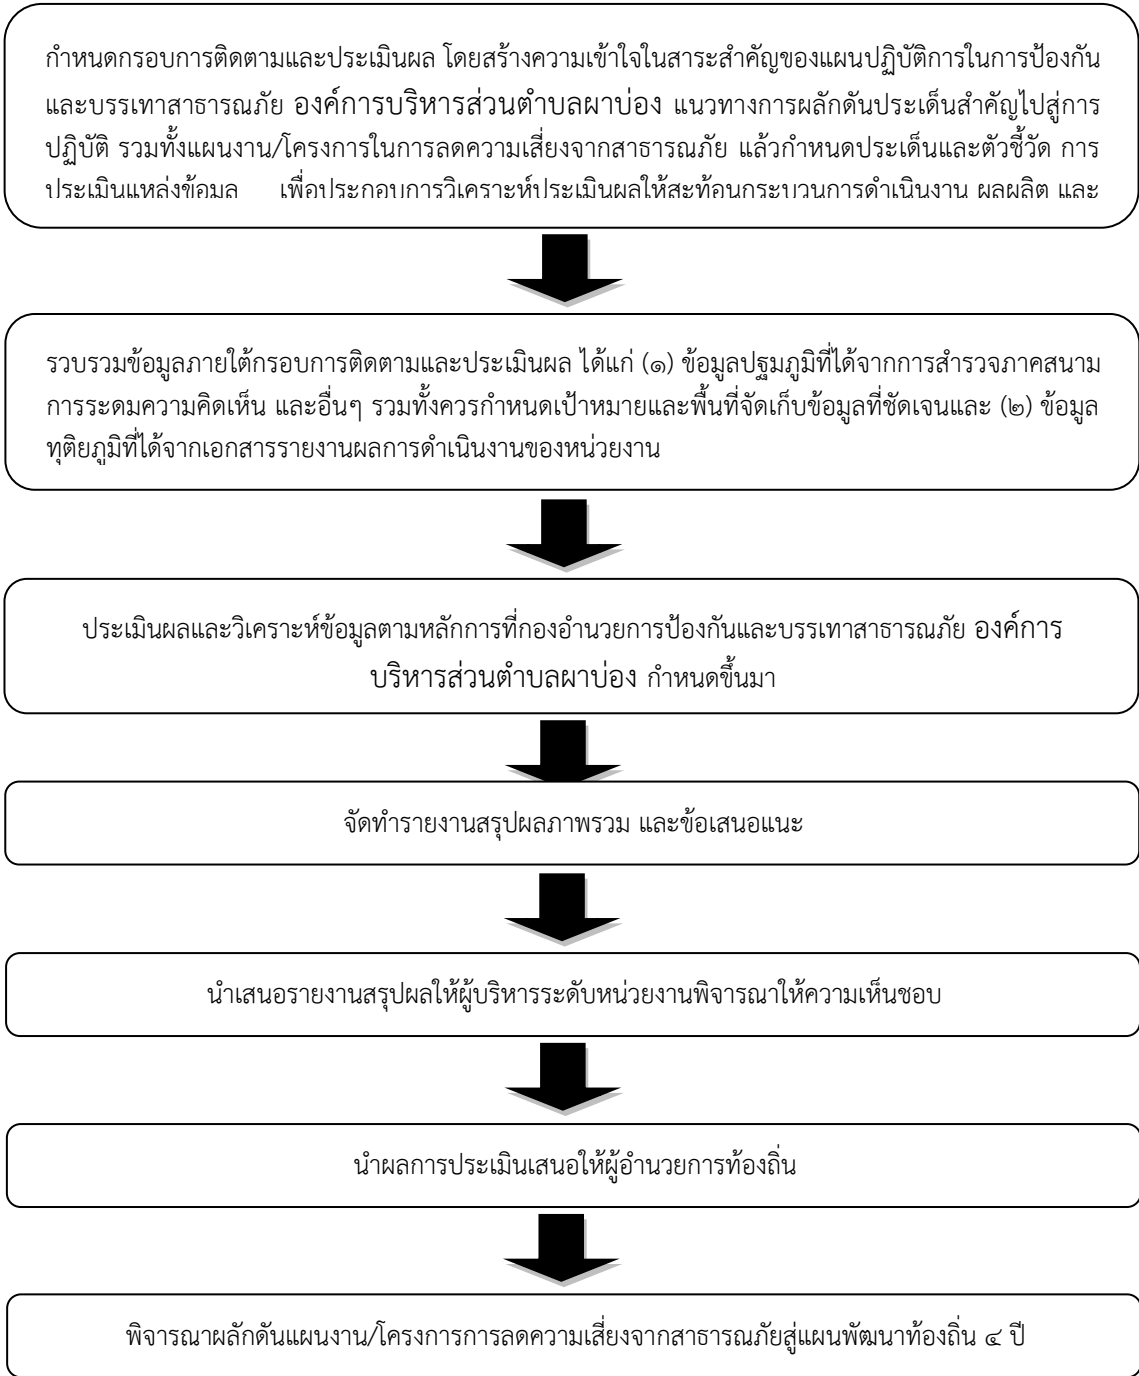 กำหนดกรอบการติดตามและประเมินผล โดยสร้างความเข้าใจในสาระสำคัญของแผนปฏิบัติการในการป้องกัน
และบรรเทาสาธารณภัย องค์การบริหารส่วนตำบลผาบ่อง แนวทางการผลักดันประเด็นสำคัญไปสู่การ
ปฏิบัติ รวมทั้งแผนงาน/โครงการในการลดความเสี่ยงจากสาธารณภัย แล้วกำหนดประเด็นและตัวชี้วัด การ
ประเมินแหล่งข้อมูล เพื่อประกอบการวิเคราะห์ประเมินผลให้สะท้อนกระบวนการดำเนินงาน ผลผลิต และ
รวบรวมข้อมูลภายใต้กรอบการติดตามและประเมินผล ได้แก่ (๑) ข้อมูลปฐมภูมิที่ได้จากการสำรวจภาคสนาม
การระดมความคิดเห็น และอื่นๆ รวมทั้งควรกำหนดเป้าหมายและพื้นที่จัดเก็บข้อมูลที่ชัดเจนและ (๒) ข้อมูล
ทุติยภูมิที่ได้จากเอกสารรายงานผลการดำเนินงานของหน่วยงาน
ประเมินผลและวิเคราะห์ข้อมูลตามหลักการที่กองอำนวยการป้องกันและบรรเทาสาธารณภัย องค์การ
บริหารส่วนตำบลผาบ่อง กำหนดขึ้นมา
จัดทำรายงานสรุปผลภาพรวม และข้อเสนอแนะ
นำเสนอรายงานสรุปผลให้ผู้บริหารระดับหน่วยงานพิจารณาให้ความเห็นชอบ
นำผลการประเมินเสนอให้ผู้อำนวยการท้องถิ่น
พิจารณาผลักดันแผนงาน/โครงการการลดความเสี่ยงจากสาธารณภัยสู่แผนพัฒนาท้องถิ่น ๔ ปี